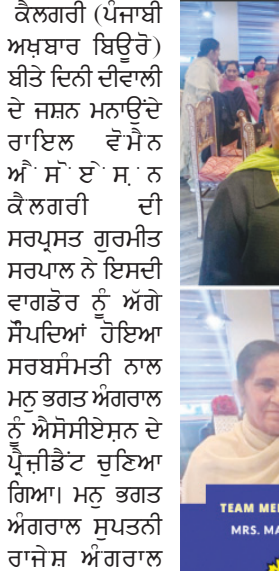 ਕੈਲਗਰੀ (ਪੰਜਾਬੀ
ਅਖ਼ਬਾਰ ਬਿਊਰੋ)
ਬੀਤੇ ਦਿਨੀ ਦੀਵਾਲੀ
ਦੇ ਜਸ਼ਨ ਮਨਾਉਂਦੇ
ਰਾਇਲ ਵੋਮੈਨ
ਅੈਸੋਏਸ਼ਨ
ਕੈਲਗਰੀ ਦੀ
ਸਰਪ੍ਰਸਤ ਗੁਰਮੀਤ
ਸਰਪਾਲ ਨੇ ਇਸਦੀ
ਵਾਗਡੋਰ ਨੂੰ ਅੱਗੇ
ਸੌਂਪਦਿਆਂ ਹੋਇਆ
ਸਰਬਸੰਮਤੀ ਨਾਲ
ਮਨੂ ਭਗਤ ਅੰਗਰਾਲ
ਨੂੰ ਐਸੋਸੀਏਸ਼ਨ ਦੇ
ਪ੍ਰੈਜ਼ੀਡੈਂਟ ਚੁਣਿਆ
ਗਿਆ। ਮਨੂ ਭਗਤ
ਅੰਗਰਾਲ ਸੁਪਤਨੀ
ਰਾਜੇਸ਼ ਅੰਗਰਾਲ
TEAM ME
MRS. MA